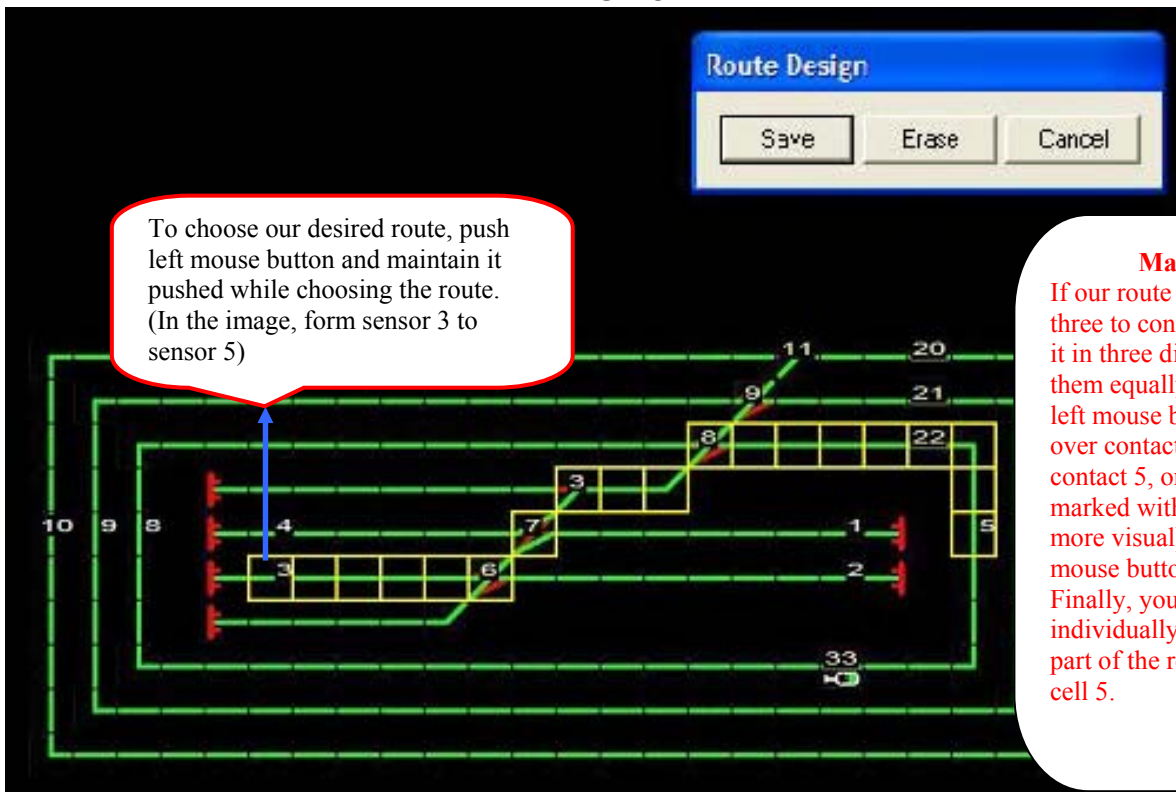 Route Design
Save Erase Cancel
To choose our desired route, push
left mouse button and maintain it
pushed while choosing the route.
(In the image, form sensor 3 to
sensor 5)
If our route
three to con
it in three di
them equall
left mouse b
over contact
contact 5, or
marked with
more visual
mouse butto
Finally, you
individually
part of the r
cell 5.
11 20
9 21
8 22
3
10 9 8 4 7 1 5
3 6 2
33